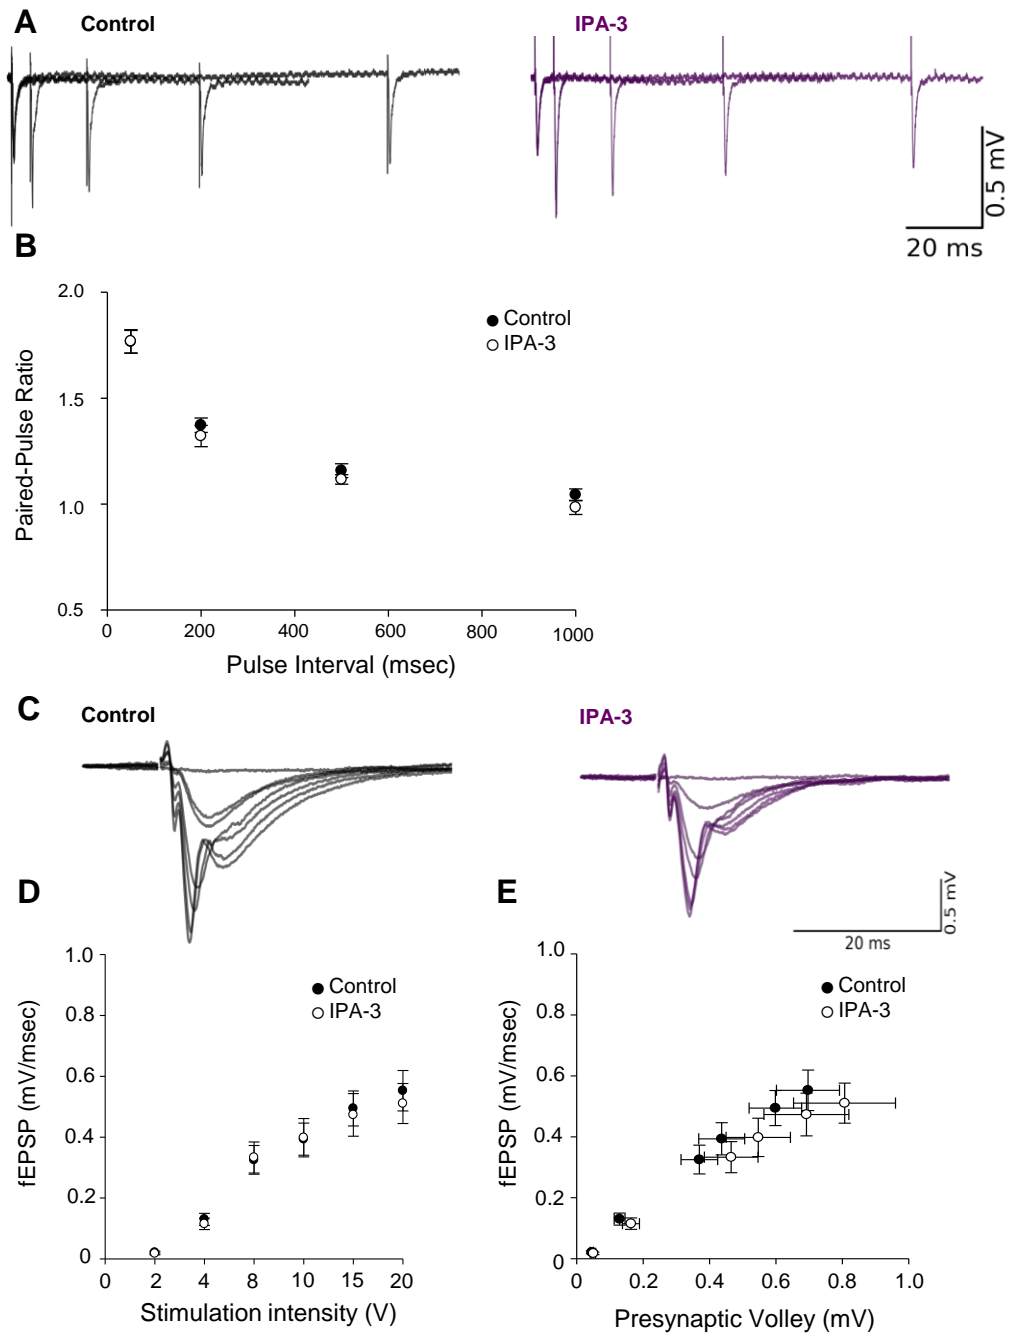 A
Control
IPA-3
0.5 mV
20 ms
B
2.0
1.5
1.0
0.5
Paired-Pulse Ratio
Control
IPA-3
0 200 400 600 800 1000
Pulse Interval (msec)
C
Control
IPA-3
0.5 mV
20 ms
D
1.0
0.8
0.6
0.4
0.2
0
fEPSP (mV/msec)
Control
IPA-3
0 2 4 8 10 15 20
Stimulation intensity (V)
E
1.0
0.8
0.6
0.4
0.2
0
fEPSP (mV/msec)
Control
IPA-3
0 0.2 0.4 0.6 0.8 1.0
Presynaptic Volley (mV)